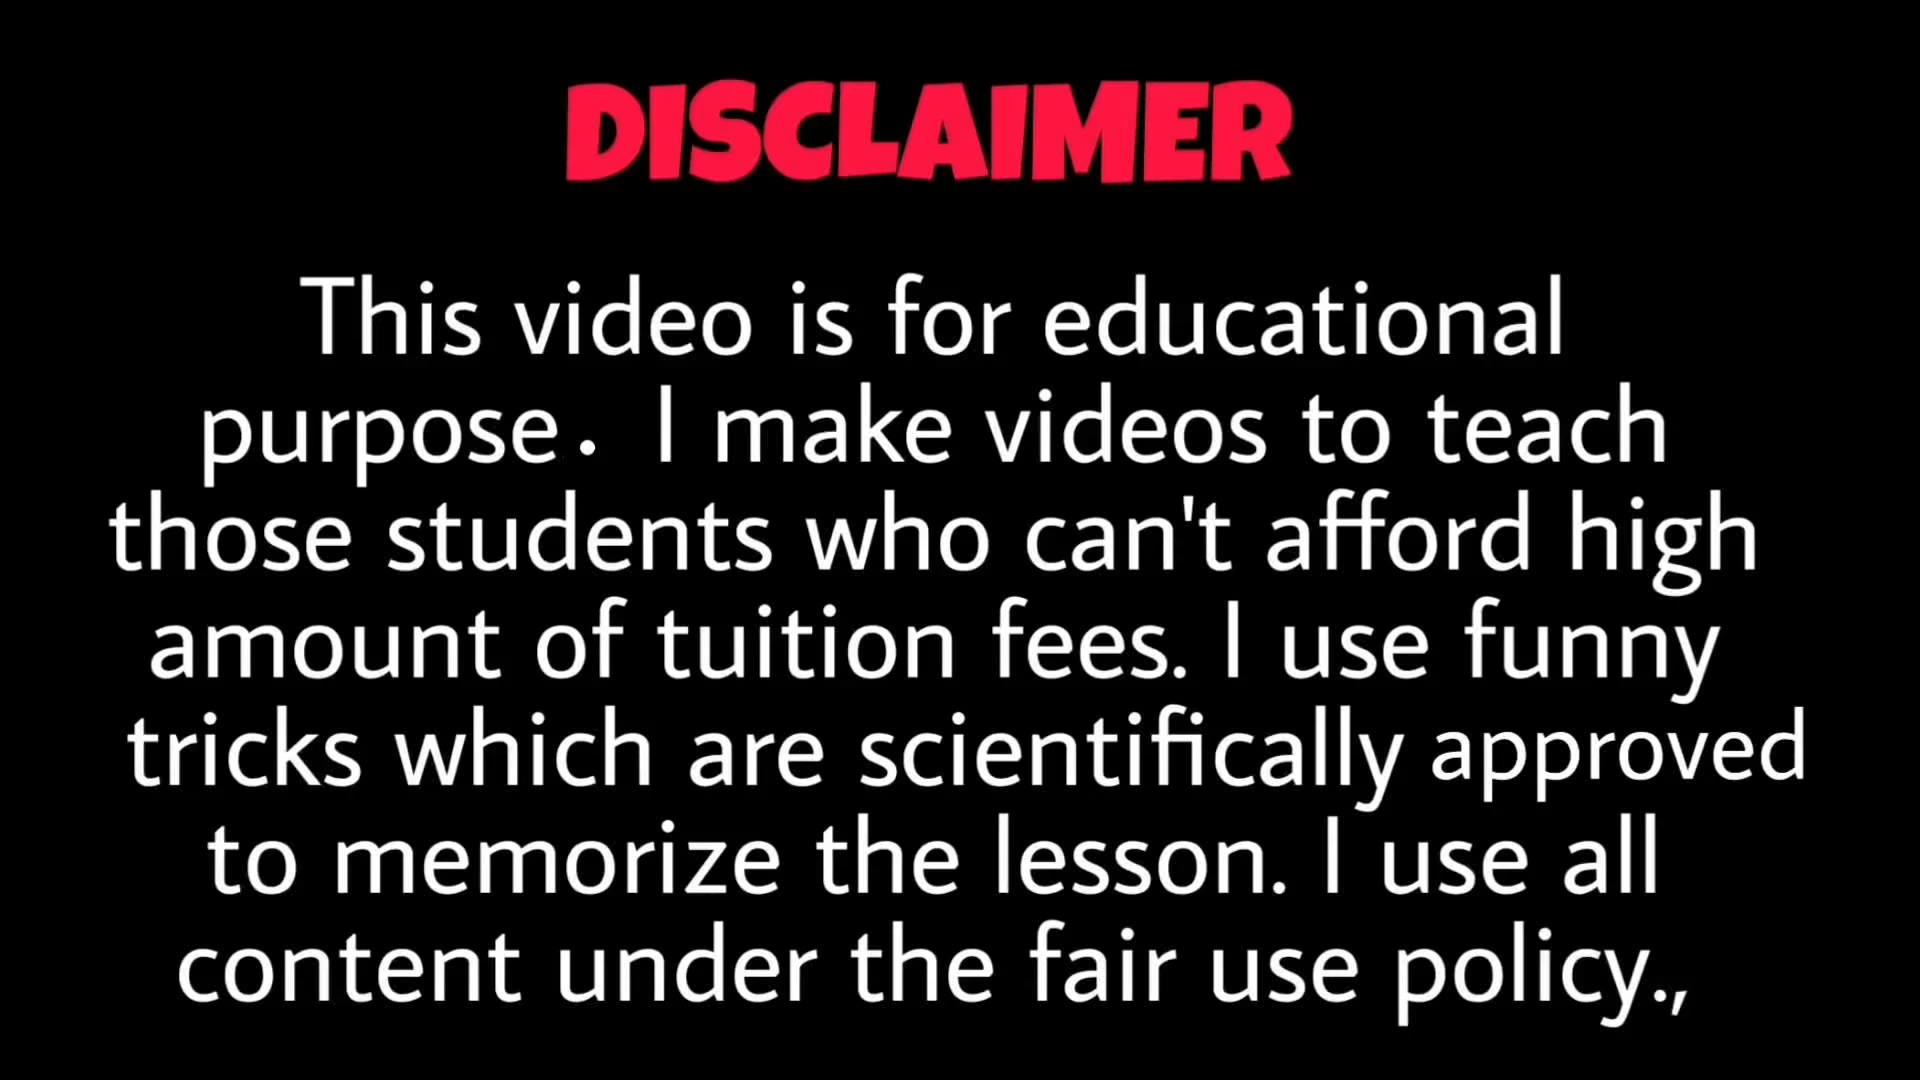 DISCLAIMER
This video is for educational
purpose. I make videos to teach
those students who can't afford high
amount of tuition fees. I use funny
tricks which are scientifically approved
to memorize the lesson. I use all
content under the fair use policy.,